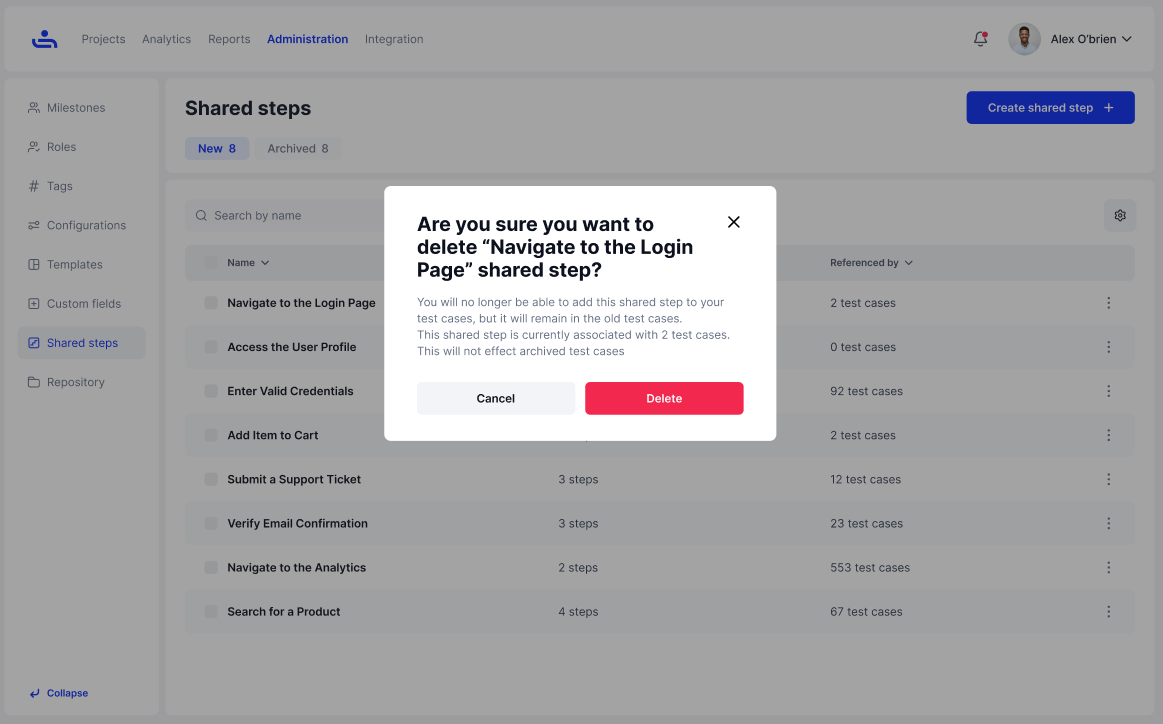 Projects Analytics Reports Administration Integration Alex O'brien
Milestones
Roles
Tags
Configurations
Templates
Custom fields
Shared steps
Repository
Collapse
Shared steps
Create shared step
New 8 Archived 8
Search by name
Name Referenced by
Navigate to the Login Page 2 test cases
Access the User Profile 0 test cases
Enter Valid Credentials 92 test cases
Add Item to Cart 2 test cases
Submit a Support Ticket 3 steps 12 test cases
Verify Email Confirmation 3 steps 23 test cases
Navigate to the Analytics 2 steps 553 test cases
Search for a Product 4 steps 67 test cases
Are you sure you want to
delete “Navigate to the Login
Page” shared step?
You will no longer be able to add this shared step to your
test cases, but it will remain in the old test cases.
This shared step is currently associated with 2 test cases.
This will not effect archived test cases
Cancel Delete